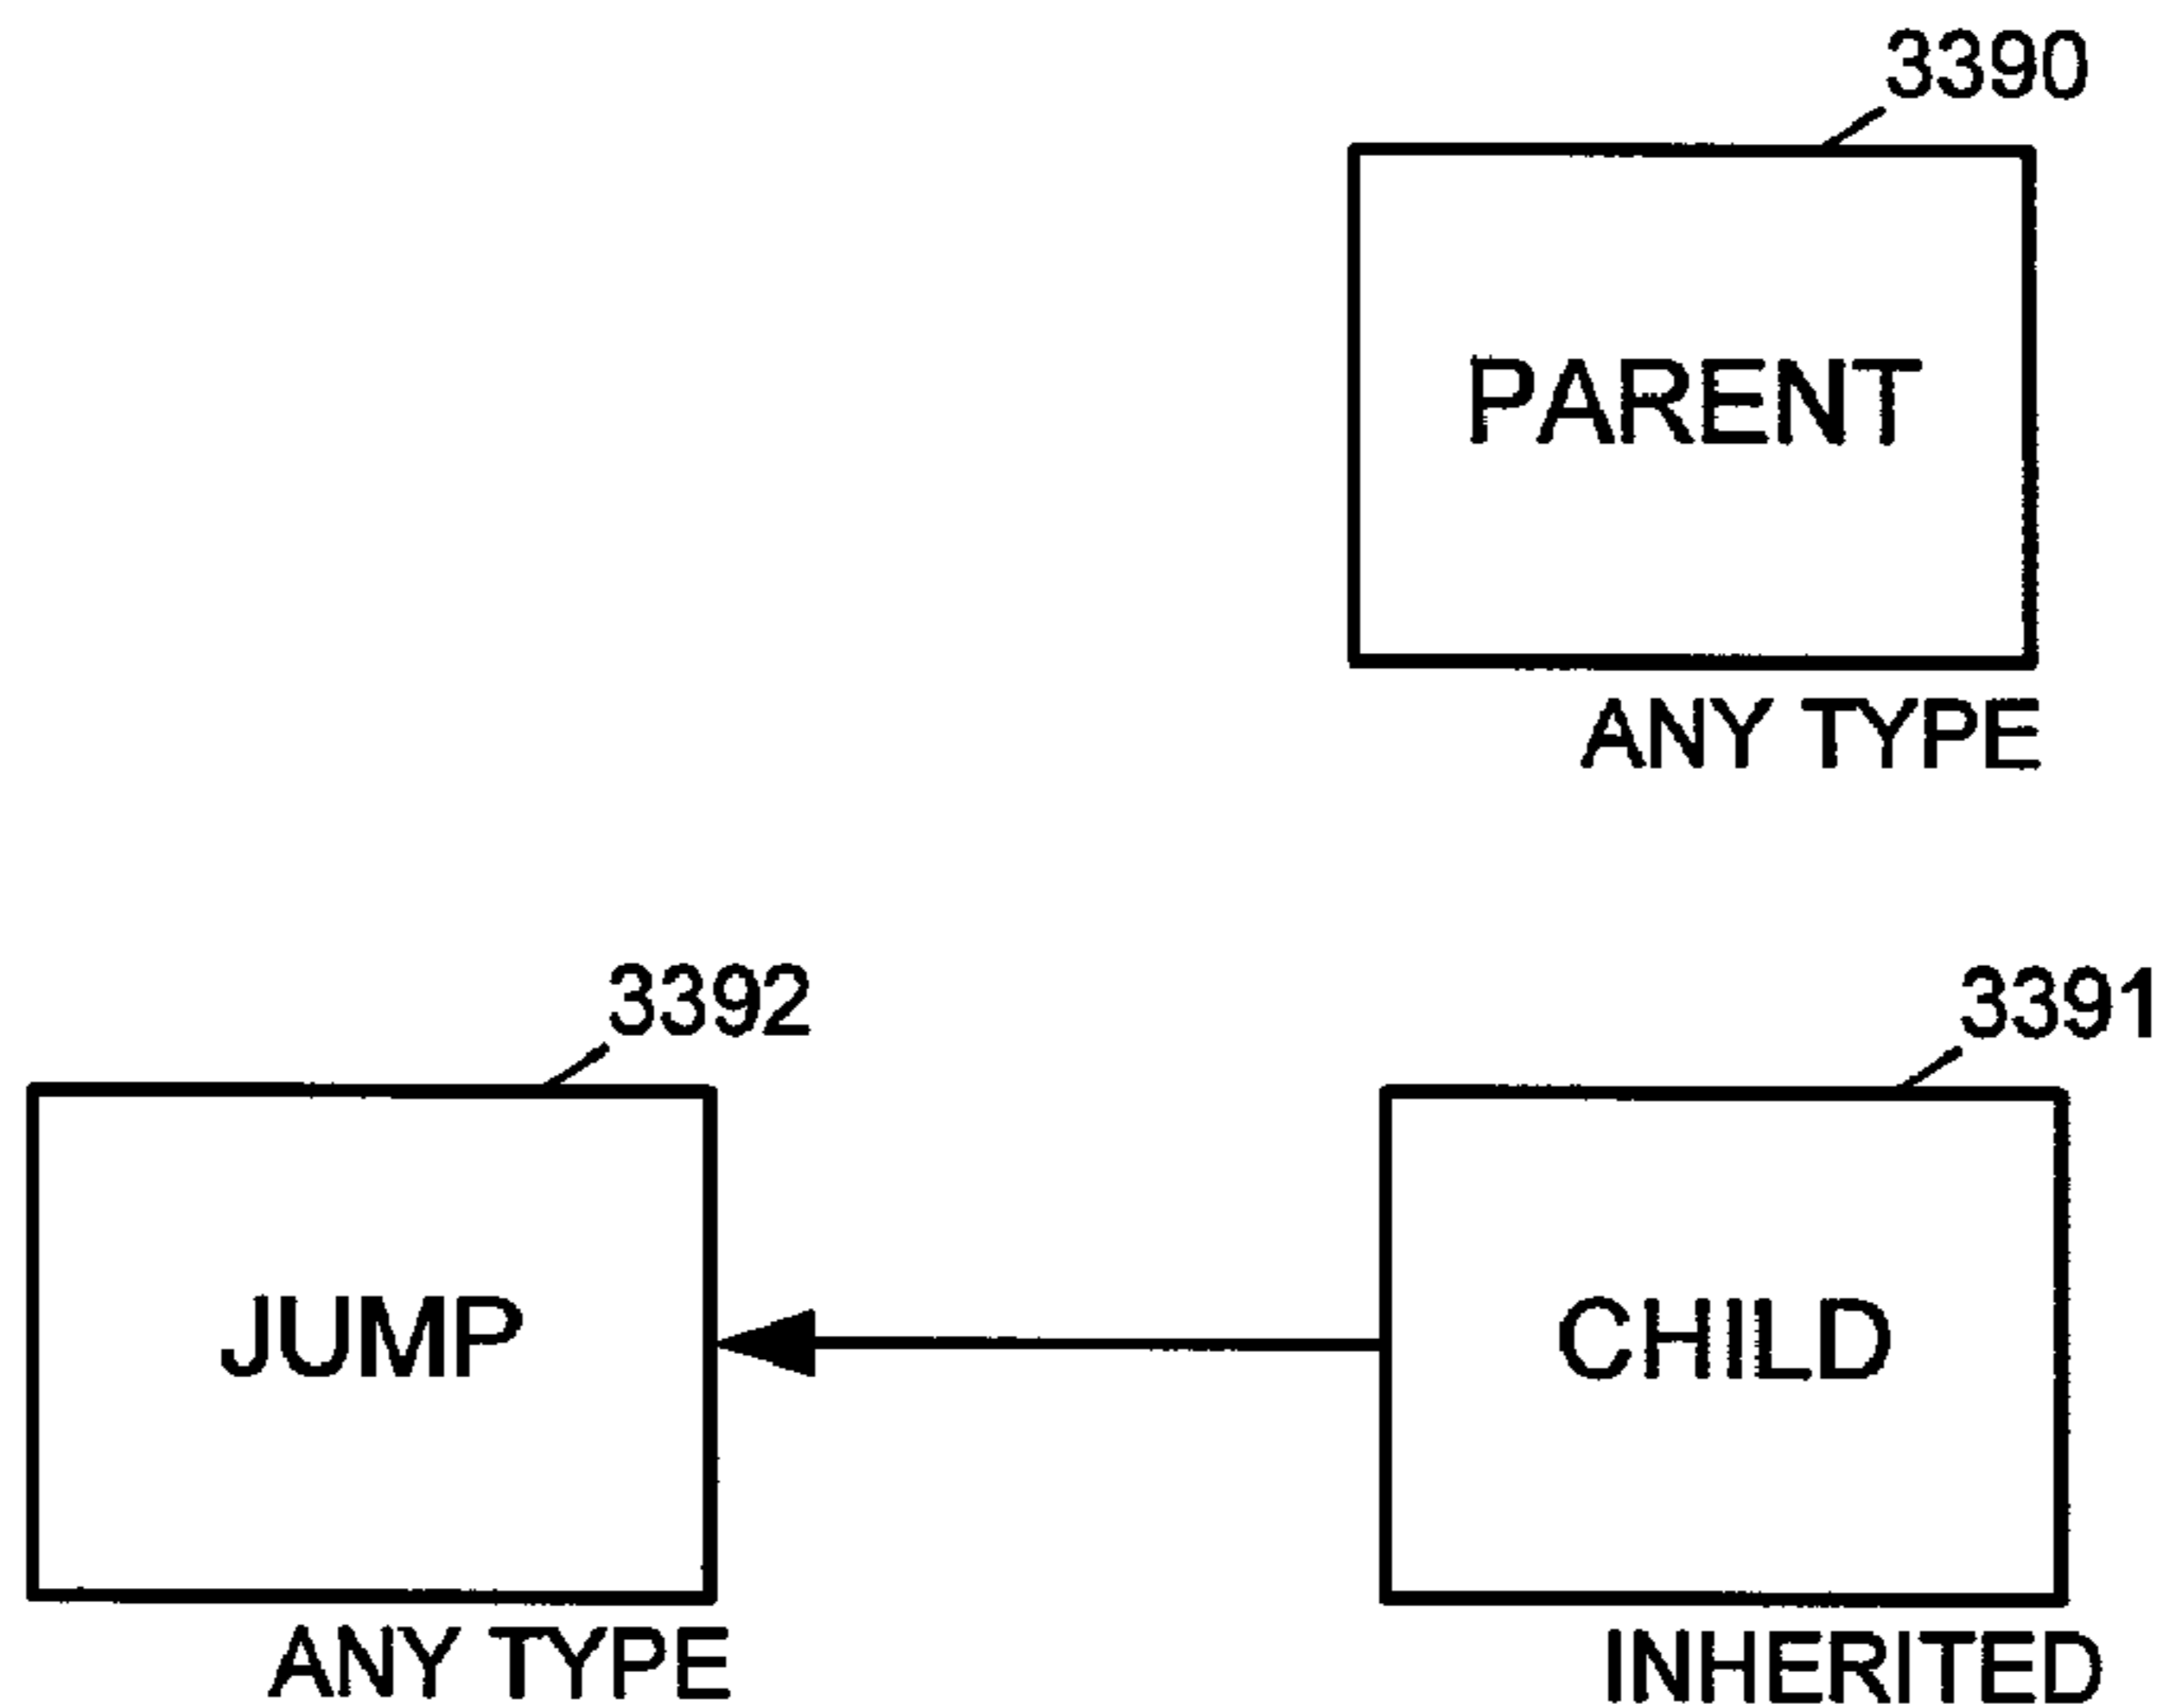 3390
PARENT
ANY TYPE
3392
3391
JUMP
CHILD
ANY TYPE
INHERITED